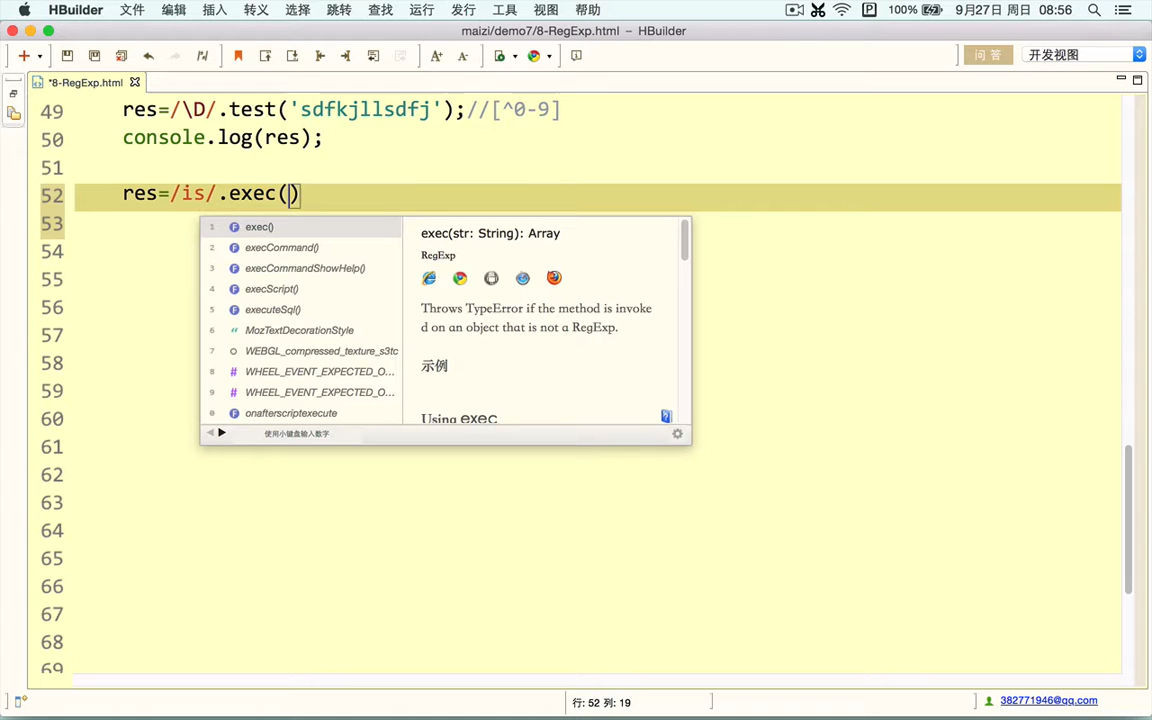 HBuilder 文件 编辑 插入 转义 选择 跳转 查找 运行 发行 工具 视图 帮助 100% 9月27日 周日 08:56
maizi/demo7/8-RegExp.html – HBuilder
问 答 开发视图
*8-RegExp.html
49 res=/\D/.test('sdfkjllsdfj');//[^0-9]
50 console.log(res);
51
52 res=/is/.exec()
53
1 exec()
2 execCommand()
3 execCommandShowHelp()
4 execScript()
5 executeSql()
6 MozTextDecorationStyle
7 WEBGL_compressed_texture_s3tc
8 WHEEL_EVENT_EXPECTED_O...
9 WHEEL_EVENT_EXPECTED_O...
0 onafterscriptexecute
使用小键盘输入数字
exec(str: String): Array
RegExp
Throws TypeError if the method is invoke
d on an object that is not a RegExp.
示例
Using exec
54
55
56
57
58
59
60
61
62
63
64
65
66
67
68
69
行: 52 列: 19
382771946@qq.com